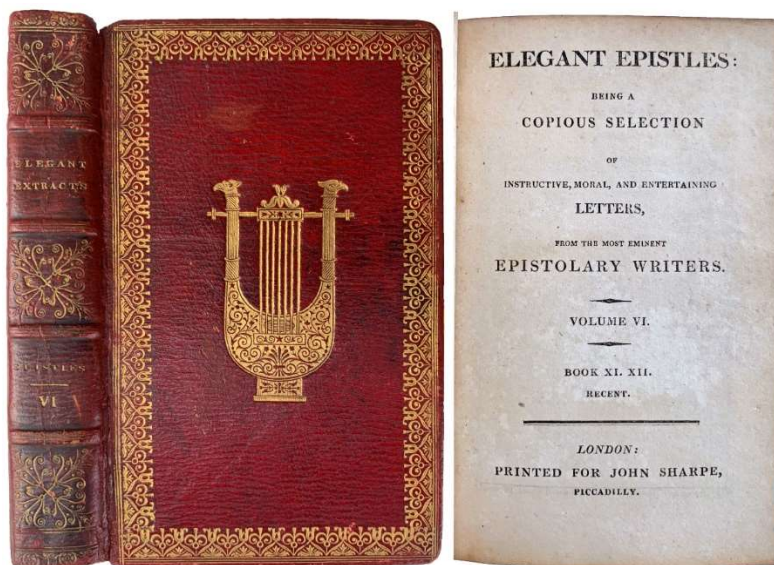 ELEGANT
EXTRACTS
EPISTLES
VI
ELEGANT EPISTLES:
BEING A
COPIOUS SELECTION
OF
INSTRUCTIVE, MORAL, AND ENTERTAINING
LETTERS,
FROM THE MOST EMINENT
EPISTOLARY WRITERS.
VOLUME VI.
BOOK XI. XII.
RECENT.
LONDON:
PRINTED FOR JOHN SHARPE,
PICCADILLY.